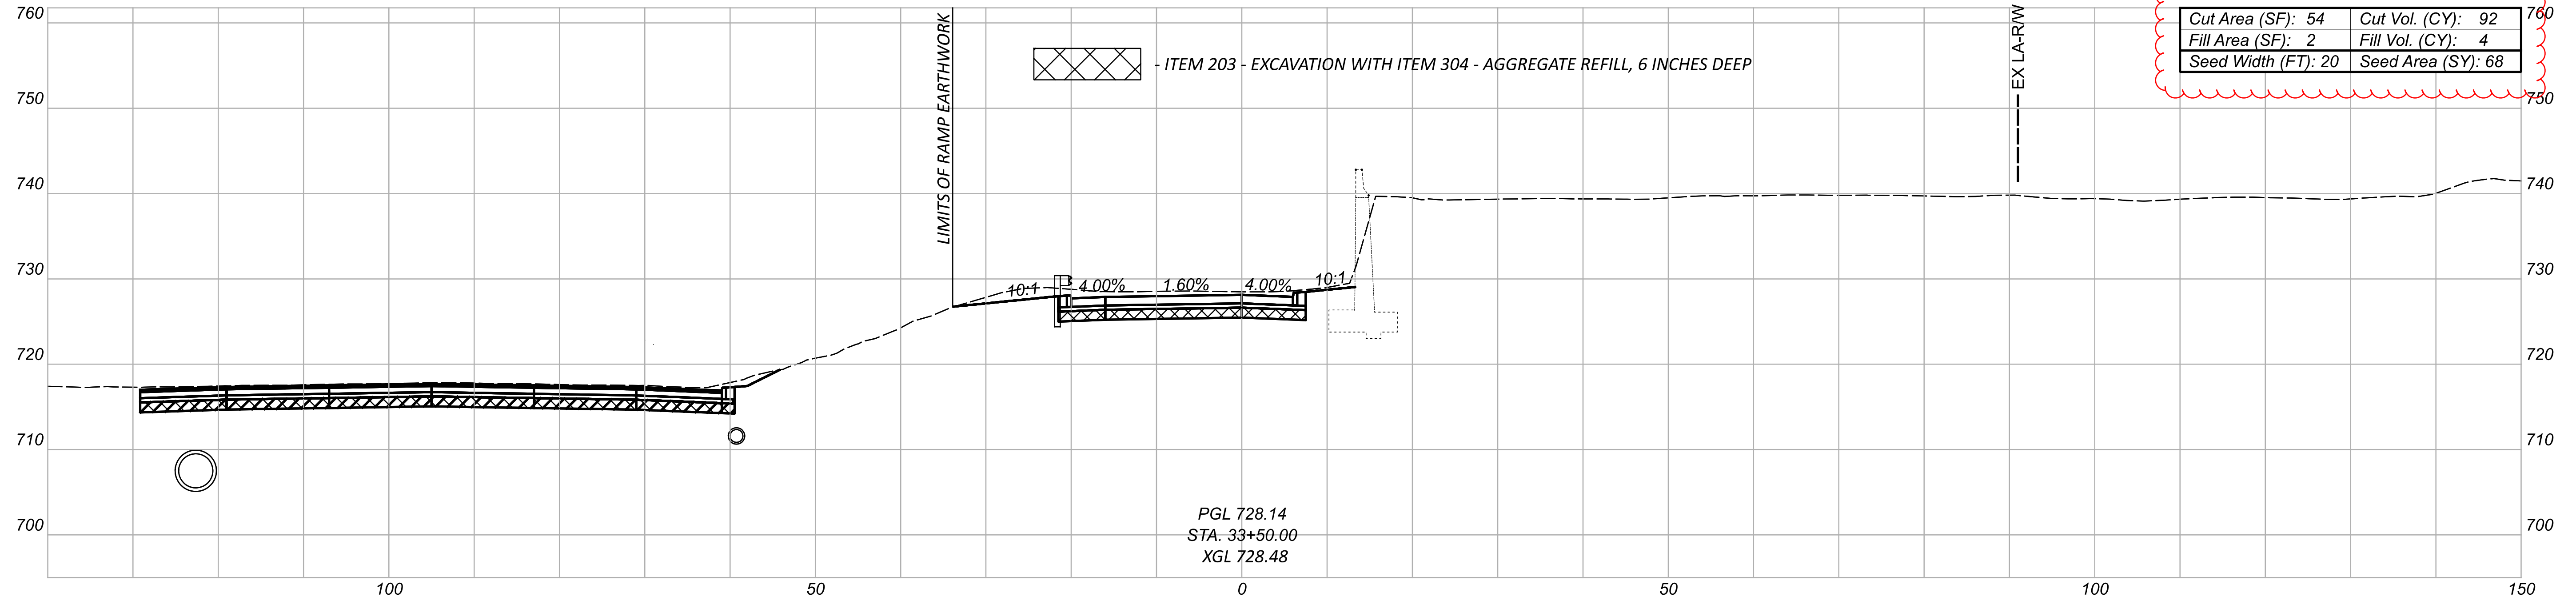 760
760
Cut Area (SF): 54 Cut Vol. (CY): 92
Fill Area (SF): 2 Fill Vol. (CY): 4
Seed Width (FT): 20 Seed Area (SY): 68
LIMITS OF RAMP EARTHWORK
EX LA-R/W
- ITEM 203 - EXCAVATION WITH ITEM 304 - AGGREGATE REFILL, 6 INCHES DEEP
750
750
740
740
730
730
10:1 4.00% 1.60% 4.00% 10:1
720
720
710
710
700
700
PGL 728.14
STA. 33+50.00
XGL 728.48
100 50 0 50 100 150